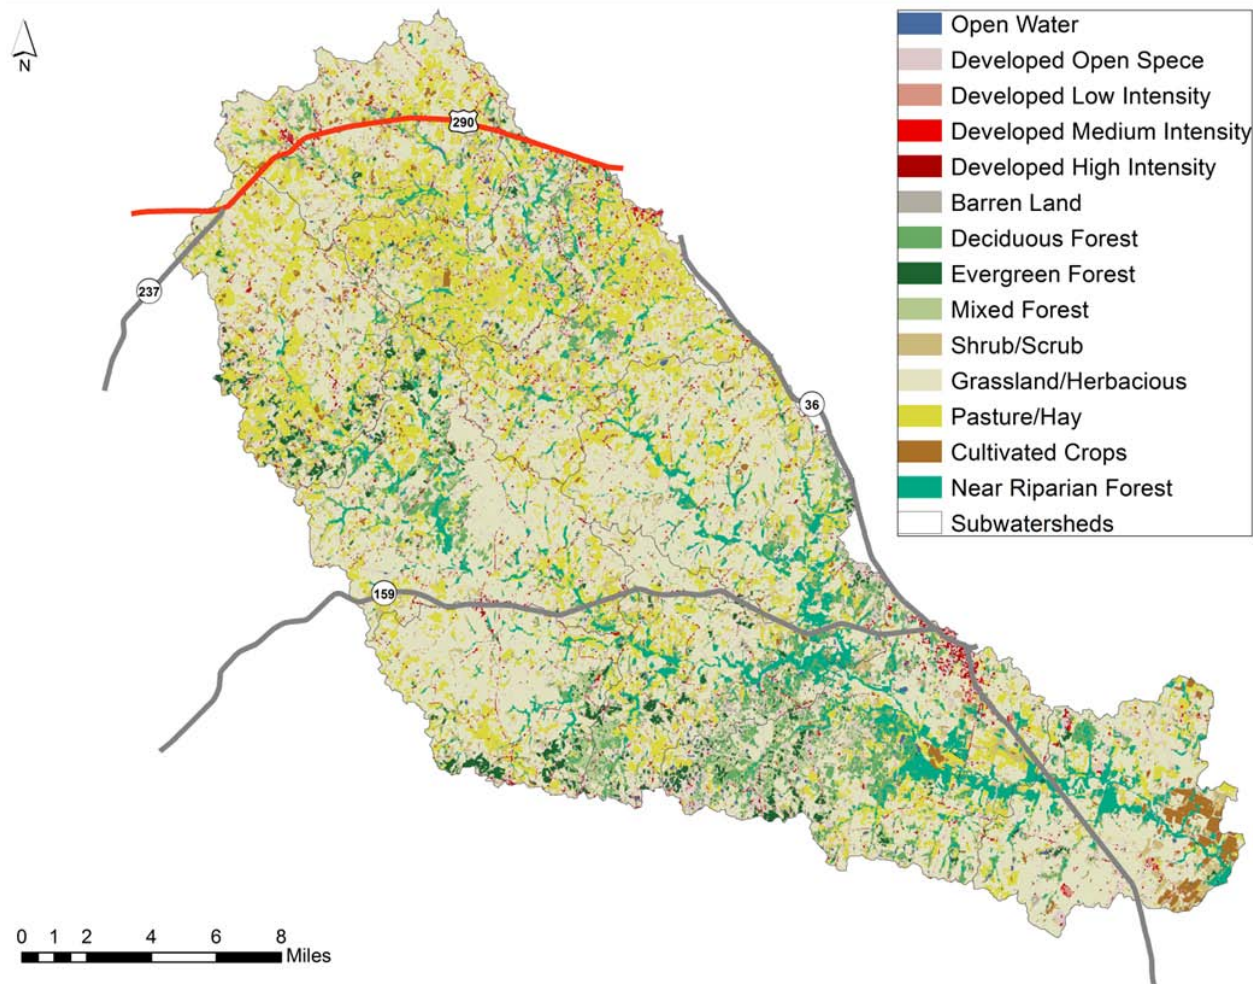 N
290
237
36
159
Open Water
Developed Open Spece
Developed Low Intensity
Developed Medium Intensity
Developed High Intensity
Barren Land
Deciduous Forest
Evergreen Forest
Mixed Forest
Shrub/Scrub
Grassland/Herbacious
Pasture/Hay
Cultivated Crops
Near Riparian Forest
Subwatersheds
0 1 2 4 6 8
Miles